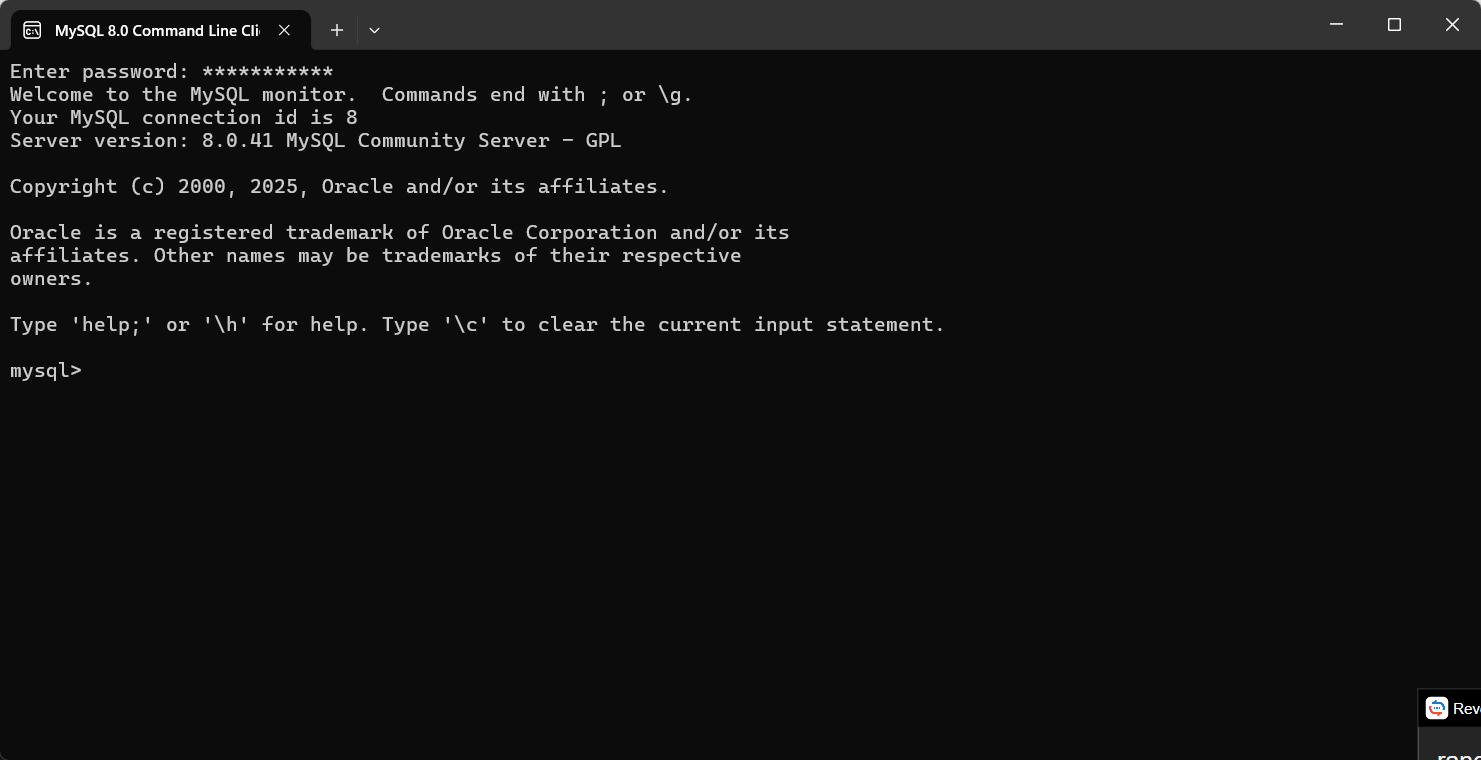 MySQL 8.0 Command Line Cli
Enter password: ***********
Welcome to the MySQL monitor.  Commands end with ; or \g.
Your MySQL connection id is 8
Server version: 8.0.41 MySQL Community Server - GPL
Copyright (c) 2000, 2025, Oracle and/or its affiliates.
Oracle is a registered trademark of Oracle Corporation and/or its
affiliates. Other names may be trademarks of their respective
owners.
Type 'help;' or '\h' for help. Type '\c' to clear the current input statement.
mysql>